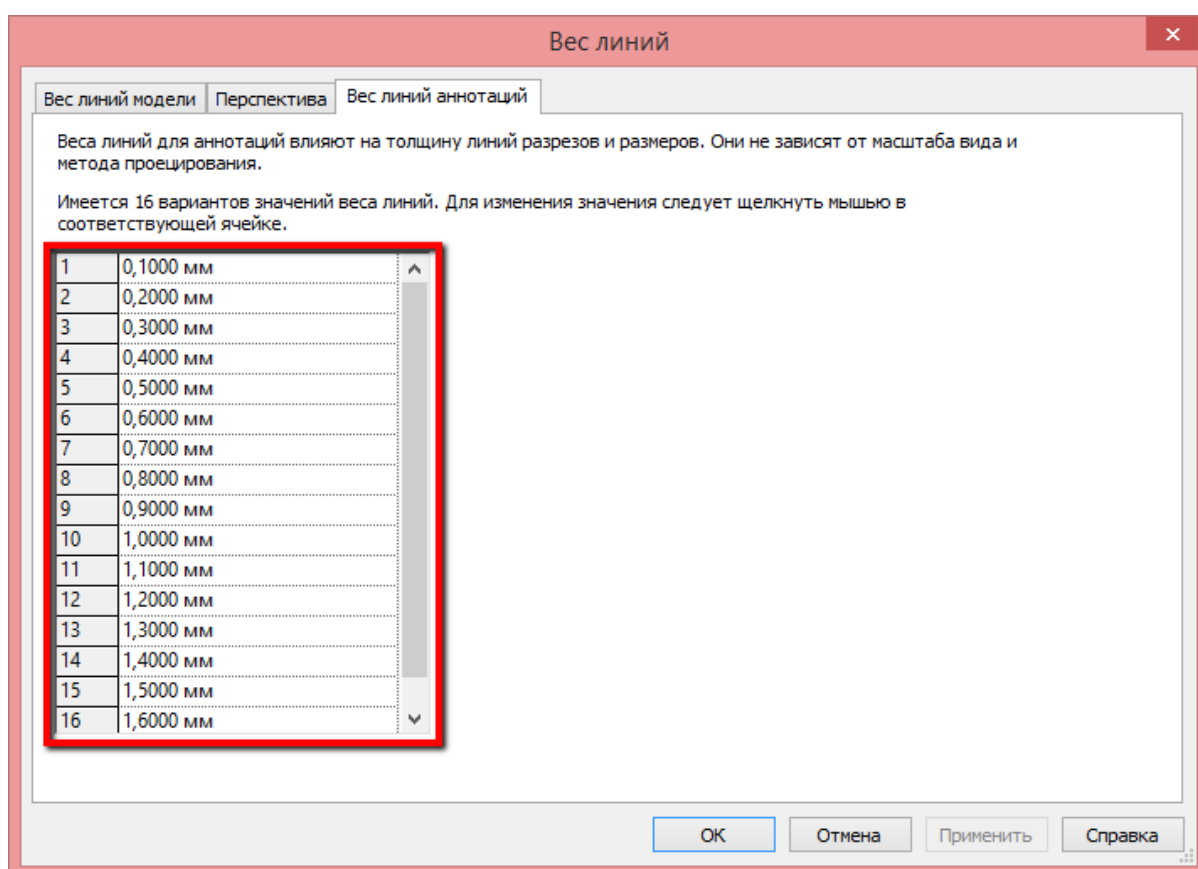 Вес линий
Вес линий модели Перспектива Вес линий аннотаций
Веса линий для аннотаций влияют на толщину линий разрезов и размеров. Они не зависят от масштаба вида и
метода проецирования.
Имеется 16 вариантов значений веса линий. Для изменения значения следует щелкнуть мышью в
соответствующей ячейке.
1 0,1000 мм
2 0,2000 мм
3 0,3000 мм
4 0,4000 мм
5 0,5000 мм
6 0,6000 мм
7 0,7000 мм
8 0,8000 мм
9 0,9000 мм
10 1,0000 мм
11 1,1000 мм
12 1,2000 мм
13 1,3000 мм
14 1,4000 мм
15 1,5000 мм
16 1,6000 мм
ОК Отмена Применить Справка